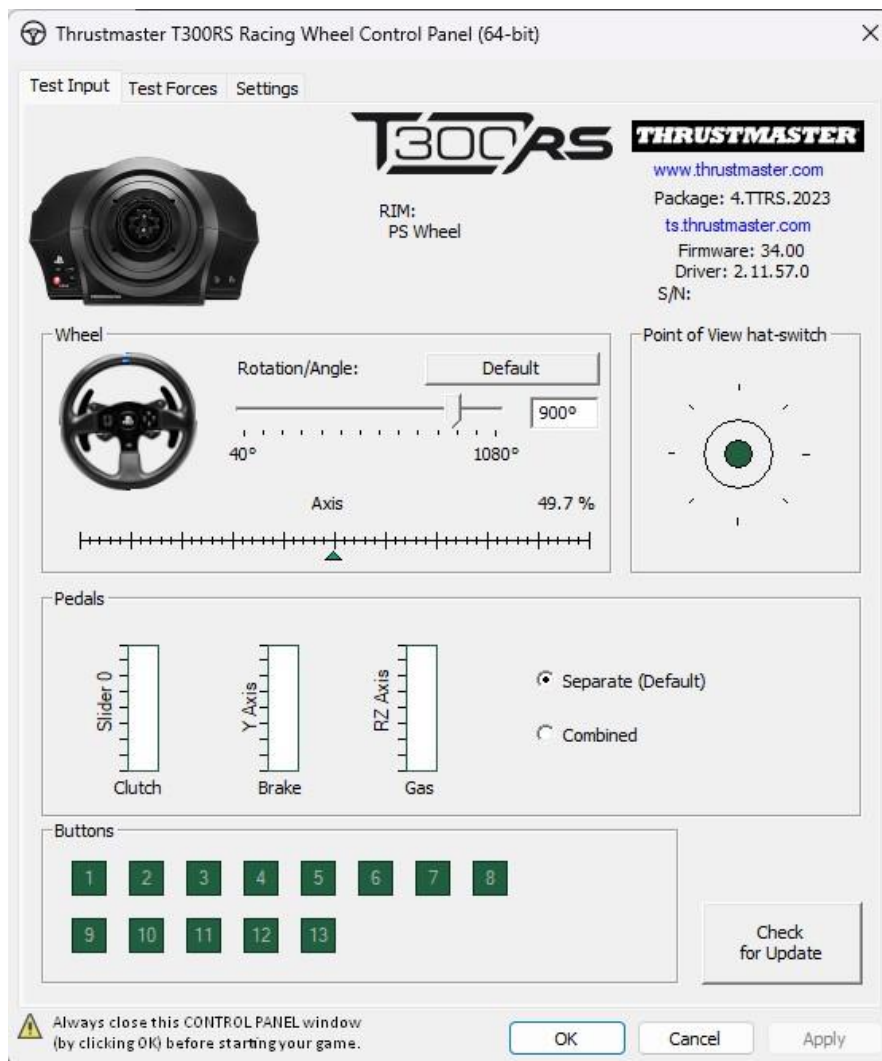 Thrustmaster T300RS Racing Wheel Control Panel (64-bit)
Test Input Test Forces Settings
T300RS
THRUSTMASTER
www.thrustmaster.com
Package: 4.TTRS.2023
ts.thrustmaster.com
Firmware: 34.00
Driver: 2.11.57.0
S/N:
RIM:
PS Wheel
Wheel
Rotation/Angle:
Default
900°
40°
1080°
Axis
49.7 %
Point of View hat-switch
Pedals
Slider 0
Clutch
Y Axis
Brake
RZ Axis
Gas
Separate (Default)
Combined
Buttons
1 2 3 4 5 6 7 8
9 10 11 12 13
Check
for Update
Always close this CONTROL PANEL window
(by clicking OK) before starting your game.
OK
Cancel
Apply